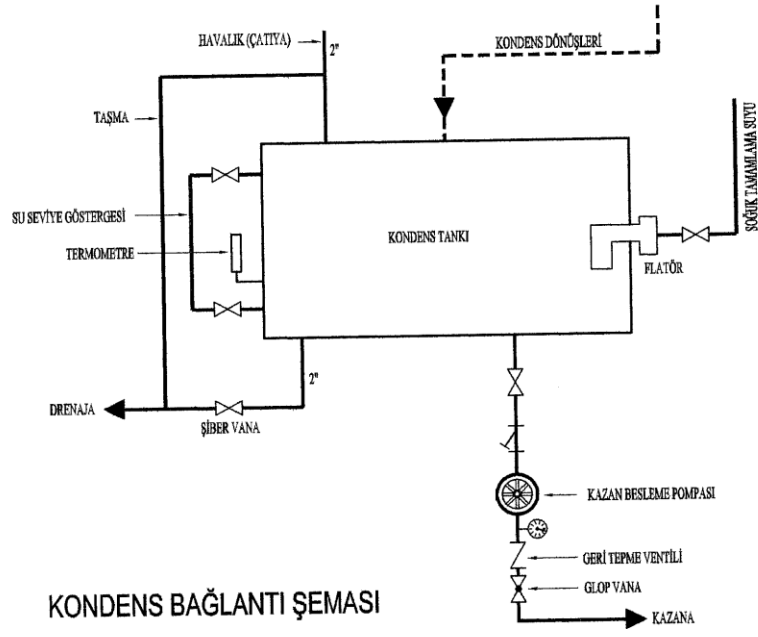 HAVALIK (ÇATIYA)
2"
KONDENS DÖNÜŞLERİ
TAŞMA
SOĞUK TAMAMLAMA SUYU
SU SEVİYE GÖSTERGESİ
KONDENS TANKI
TERMOMETRE
FLATÖR
2"
DRENAJA
ŞİBER VANA
KAZAN BESLEME POMPASI
GERİ TEPME VENTİLİ
GLOP VANA
KAZANA
KONDENS BAĞLANTI ŞEMASI